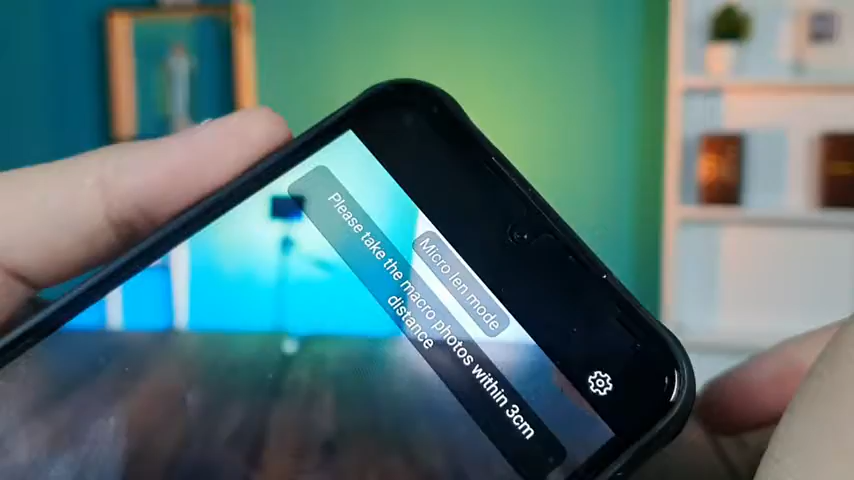 Micro len mode
Please take the macro photos within 3cm
distance